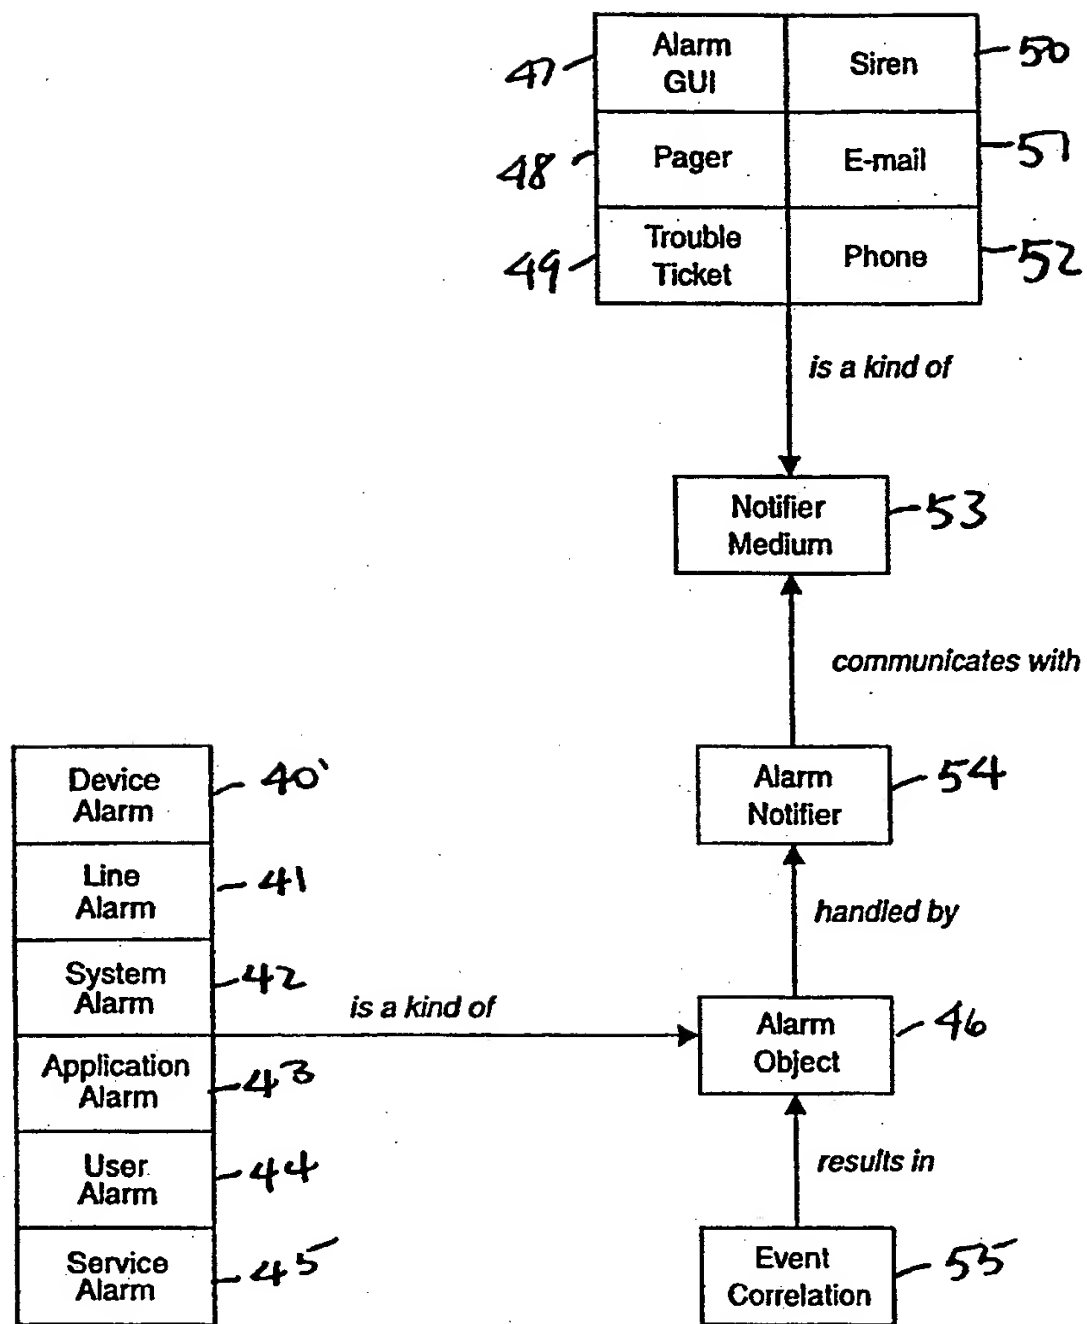 47
Alarm
GUI
Siren
50
48
Pager
E-mail
51
49
Trouble
Ticket
Phone
52
is a kind of
Notifier
Medium
53
communicates with
Device
Alarm
40'
Alarm
Notifier
54
Line
Alarm
41
handled by
System
Alarm
42
is a kind of
Alarm
Object
46
Application
Alarm
43
User
Alarm
44
results in
Service
Alarm
45
Event
Correlation
55